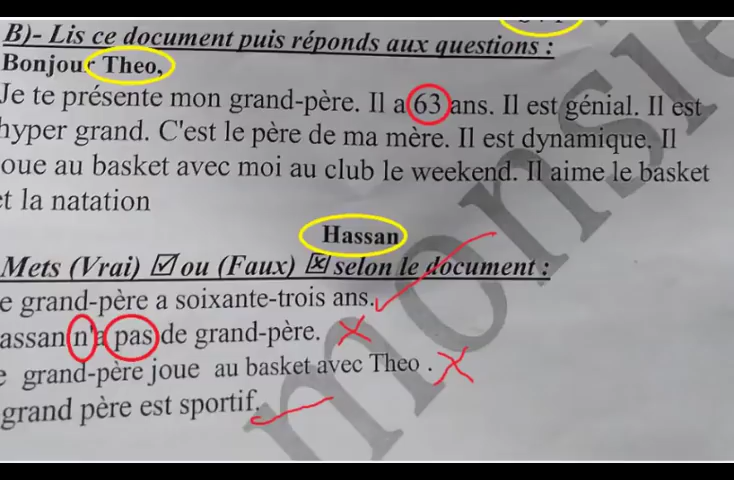 B)- Lis ce document puis réponds aux questions :
Bonjour Theo,
Je te présente mon grand-père. Il a 63 ans. Il est génial. Il est
hyper grand. C'est le père de ma mère. Il est dynamique. Il
oue au basket avec moi au club le weekend. Il aime le basket
et la natation
Hassan
Mets (Vrai) ☑ ou (Faux) ☒ selon le document :
e grand-père a soixante-trois ans.
assan n'a pas de grand-père.
e grand-père joue au basket avec Theo .
grand père est sportif.